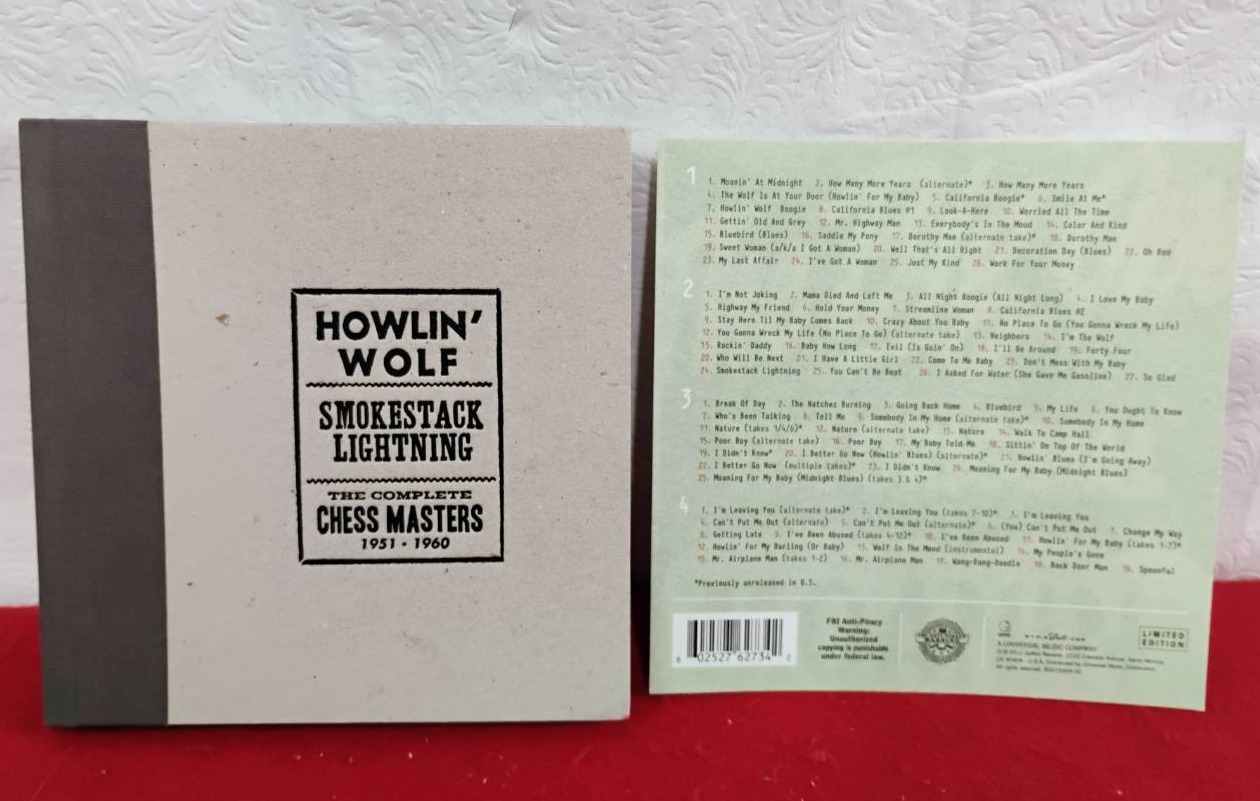 HOWLIN'
WOLF
SMOKESTACK
LIGHTNING
THE COMPLETE
CHESS MASTERS
1951 - 1960
1
1. Moanin' At Midnight 2. How Many More Years (alternate)* 3. How Many More Years
4. The Wolf Is At Your Door (Howlin' For My Baby) 5. California Boogie* 6. Smile At Me*
7. Howlin' Wolf Boogie 8. California Blues #1 9. Look-A-Here 10. Worried All The Time
11. Gettin' Old And Grey 12. Mr. Highway Man 13. Everybody's In The Mood 14. Color And Kind
15. Bluebird (Blues) 16. Saddle My Pony 17. Dorothy Mae (alternate take)* 18. Dorothy Mae
19. Sweet Woman (a/k/a I Got A Woman) 20. Well That's All Right 21. Decoration Day (Blues) 22. Oh Red
23. My Last Affair 24. I've Got A Woman 25. Just My Kind 26. Work For Your Money
2
1. I'm Not Joking 2. Mama Died And Left Me 3. All Night Boogie (All Night Long) 4. I Love My Baby
5. Highway My Friend 6. Hold Your Money 7. Streamline Woman 8. California Blues #2
9. Stay Here Til My Baby Comes Back 10. Crazy About You Baby 11. No Place To Go (You Gonna Wreck My Life)
12. You Gonna Wreck My Life (No Place To Go) (alternate take) 13. Neighbors 14. I'm The Wolf
15. Rockin' Daddy 16. Baby How Long 17. Evil (Is Goin' On) 18. I'll Be Around 19. Forty Four
20. Who Will Be Next 21. I Have A Little Girl 22. Come To Me Baby 23. Don't Mess With My Baby
24. Smokestack Lightning 25. You Can't Be Beat 26. I Asked For Water (She Gave Me Gasoline) 27. So Glad
3
1. Break Of Day 2. The Natchez Burning 3. Going Back Home 4. Bluebird 5. My Life 6. You Ought To Know
7. Who's Been Talking 8. Tell Me 9. Somebody In My Home (alternate take)* 10. Somebody In My Home
11. Nature (takes 1/4/6)* 12. Nature (alternate take) 13. Nature 14. Walk To Camp Hall
15. Poor Boy (alternate take) 16. Poor Boy 17. My Baby Told Me 18. Sittin' On Top Of The World
19. I Didn't Know* 20. I Better Go Now (Howlin' Blues) (alternate)* 21. Howlin' Blues (I'm Going Away)
22. I Better Go Now (multiple takes)* 23. I Didn't Know 24. Moaning For My Baby (Midnight Blues)
25. Moaning For My Baby (Midnight Blues) (takes 3 & 4)*
4
1. I'm Leaving You (alternate take)* 2. I'm Leaving You (takes 7-10)* 3. I'm Leaving You
4. Can't Put Me Out (alternate) 5. Can't Put Me Out (alternate)* 6. (You) Can't Put Me Out 7. Change My Way
8. Getting Late 9. I've Been Abused (takes 4-12)* 10. I've Been Abused 11. Howlin' For My Baby (takes 1-7)*
12. Howlin' For My Darling (Or Baby) 13. Wolf In The Mood (instrumental) 14. My People's Gone
15. Mr. Airplane Man (takes 1-2) 16. Mr. Airplane Man 17. Wang-Dang-Doodle 18. Back Door Man 19. Spoonful
*Previously unreleased in U.S.
6 02527 62734 2
FBI Anti-Piracy
Warning:
Unauthorized
copying is punishable
under federal law.
A UNIVERSAL MUSIC COMPANY
LIMITED
EDITION